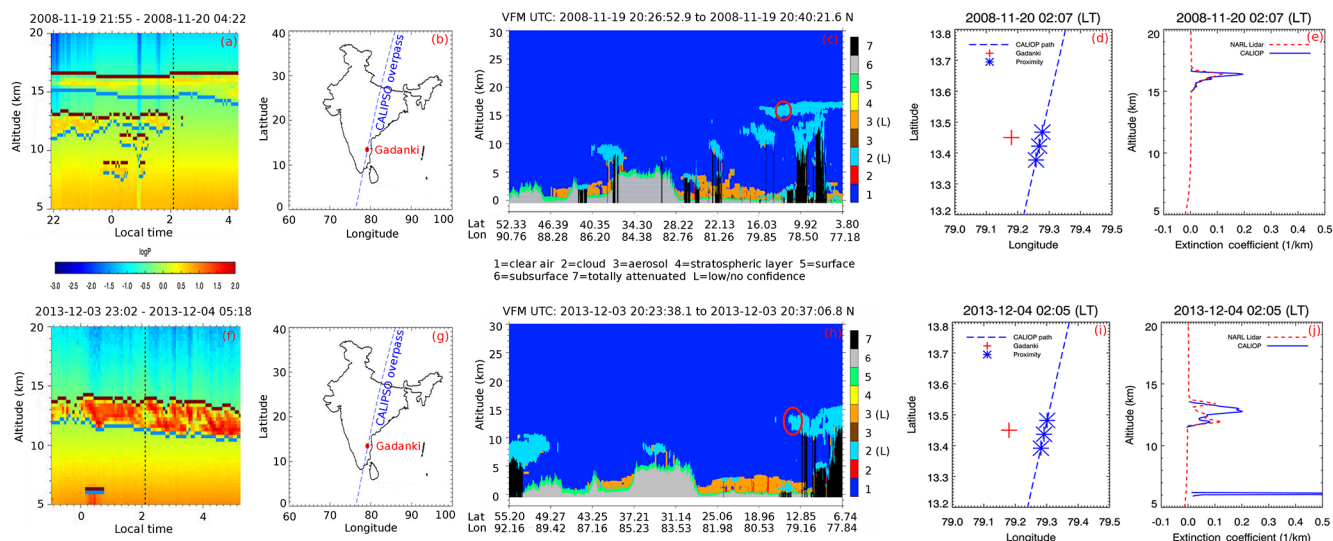 2008-11-19 21:55 - 2008-11-20 04:22
(a)
20
15
10
5
Altitude (km)
22 0 2 4
Local time
logP
-3.0 -2.5 -2.0 -1.5 -1.0 -0.5 0.0 0.5 1.0 1.5 2.0
(b)
40
30
20
10
0
Latitude
CALIPSO overpass
Gadanki
60 70 80 90 100
Longitude
VFM UTC: 2008-11-19 20:26:52.9 to 2008-11-19 20:40:21.6 N
(c)
30
25
20
15
10
5
0
Altitude (km)
7
6
5
4
3 (L)
3
2 (L)
2
1
Lat 52.33 46.39 40.35 34.30 28.22 22.13 16.03 9.92 3.80
Lon 90.76 88.28 86.20 84.38 82.76 81.26 79.85 78.50 77.18
1=clear air 2=cloud 3=aerosol 4=stratospheric layer 5=surface
6=subsurface 7=totally attenuated L=low/no confidence
2008-11-20 02:07 (LT)
(d)
CALIOP path
Gadanki
Proximity
13.8
13.7
13.6
13.5
13.4
13.3
13.2
Latitude
79.0 79.1 79.2 79.3 79.4 79.5
Longitude
2008-11-20 02:07 (LT)
(e)
NARL Lidar
CALIOP
20
15
10
5
Altitude (km)
-0.1 0.0 0.1 0.2 0.3 0.4 0.5
Extinction coefficient (1/km)
2013-12-03 23:02 - 2013-12-04 05:18
(f)
20
15
10
5
Altitude (km)
0 2 4
Local time
(g)
40
30
20
10
0
Latitude
CALIPSO overpass
Gadanki
60 70 80 90 100
Longitude
VFM UTC: 2013-12-03 20:23:38.1 to 2013-12-03 20:37:06.8 N
(h)
30
25
20
15
10
5
0
Altitude (km)
7
6
5
4
3 (L)
3
2 (L)
2
1
Lat 55.20 49.27 43.25 37.21 31.14 25.06 18.96 12.85 6.74
Lon 92.16 89.42 87.12 85.15 83.43 81.98 80.53 79.16 77.84
2013-12-04 02:05 (LT)
(i)
CALIOP path
Gadanki
Proximity
13.8
13.7
13.6
13.5
13.4
13.3
13.2
Latitude
79.0 79.1 79.2 79.3 79.4 79.5
Longitude
2013-12-04 02:05 (LT)
(j)
NARL Lidar
CALIOP
20
15
10
5
Altitude (km)
-0.1 0.0 0.1 0.2 0.3 0.4 0.5
Extinction coefficient (1/km)